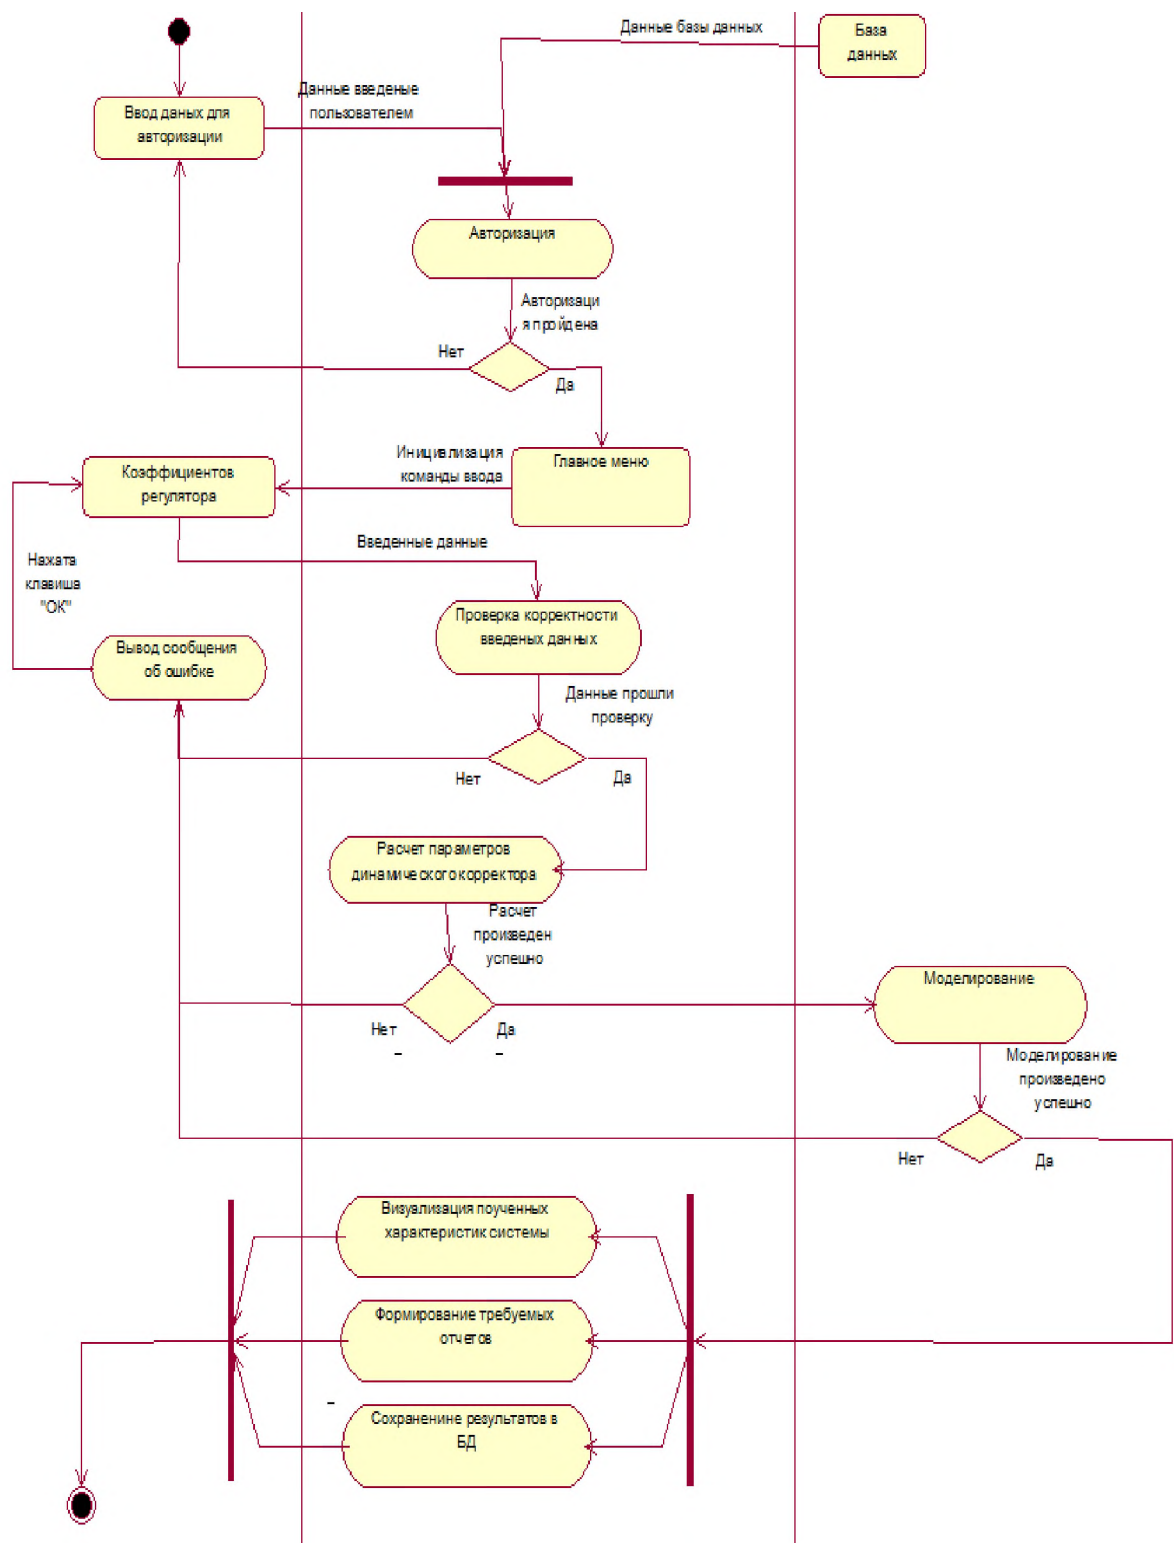 Данные базы данных
База
данных
Данные введеные
пользователем
Ввод даных для
авторизации
Авторизация
Авторизаци
я пройдена
Нет
Да
Инициализация
команды ввода
Главное меню
Коэффициентов
регулятора
Введенные данные
Нажата
клавиша
"ОК"
Проверка корректности
введеных данных
Вывод сообщения
об ошибке
Данные прошли
проверку
Нет
Да
Расчет параметров
динамического корректора
Расчет
произведен
успешно
Моделирование
Нет
Да
Моделирование
произведено
успешно
Нет
Да
Визуализация поученных
характеристик системы
Формирование требуемых
отчетов
Сохраненине результатов в
БД